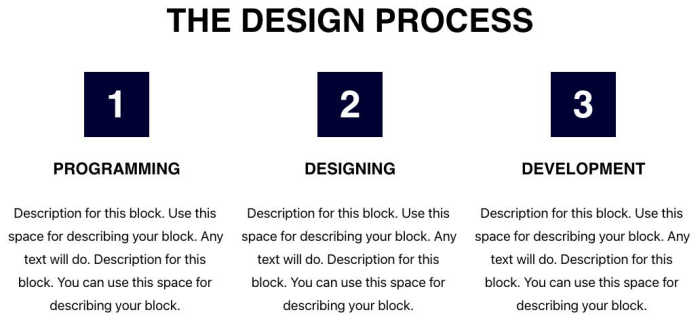 THE DESIGN PROCESS
1
PROGRAMMING
Description for this block. Use this
space for describing your block. Any
text will do. Description for this
block. You can use this space for
describing your block.
2
DESIGNING
Description for this block. Use this
space for describing your block. Any
text will do. Description for this
block. You can use this space for
describing your block.
3
DEVELOPMENT
Description for this block. Use this
space for describing your block. Any
text will do. Description for this
block. You can use this space for
describing your block.